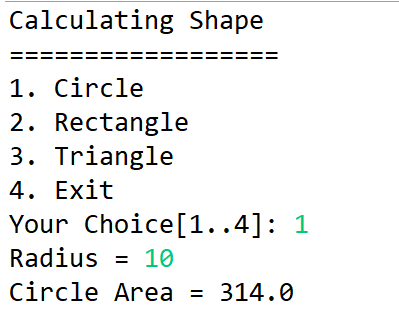 Calculating Shape
==================
1. Circle
2. Rectangle
3. Triangle
4. Exit
Your Choice[1..4]: 1
Radius = 10
Circle Area = 314.0